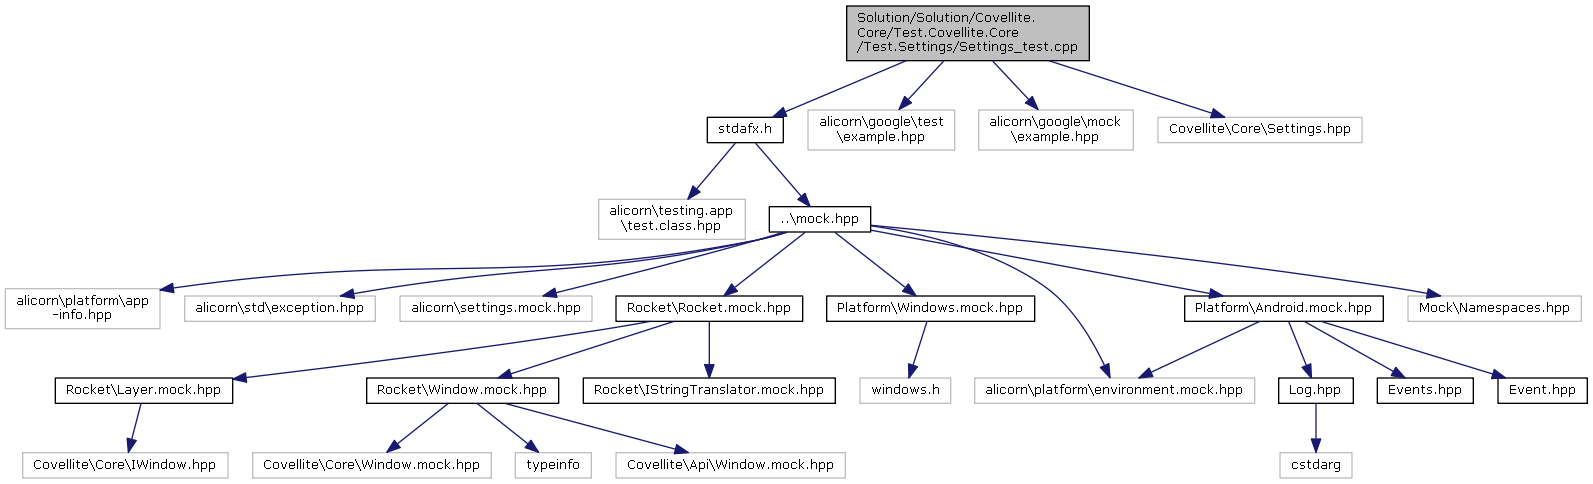 Solution/Solution/Covellite.
Core/Test.Covellite.Core
/Test.Settings/Settings_test.cpp
stdafx.h
alicorn\google\test
\example.hpp
alicorn\google\mock
\example.hpp
Covellite\Core\Settings.hpp
alicorn\testing.app
\test.class.hpp
..\mock.hpp
alicorn\platform\app
-info.hpp
alicorn\std\exception.hpp
alicorn\settings.mock.hpp
Rocket\Rocket.mock.hpp
Platform\Windows.mock.hpp
Platform\Android.mock.hpp
Mock\Namespaces.hpp
Rocket\Layer.mock.hpp
Rocket\Window.mock.hpp
Rocket\IStringTranslator.mock.hpp
windows.h
alicorn\platform\environment.mock.hpp
Log.hpp
Events.hpp
Event.hpp
Covellite\Core\IWindow.hpp
Covellite\Core\Window.mock.hpp
typeinfo
Covellite\Api\Window.mock.hpp
cstdarg